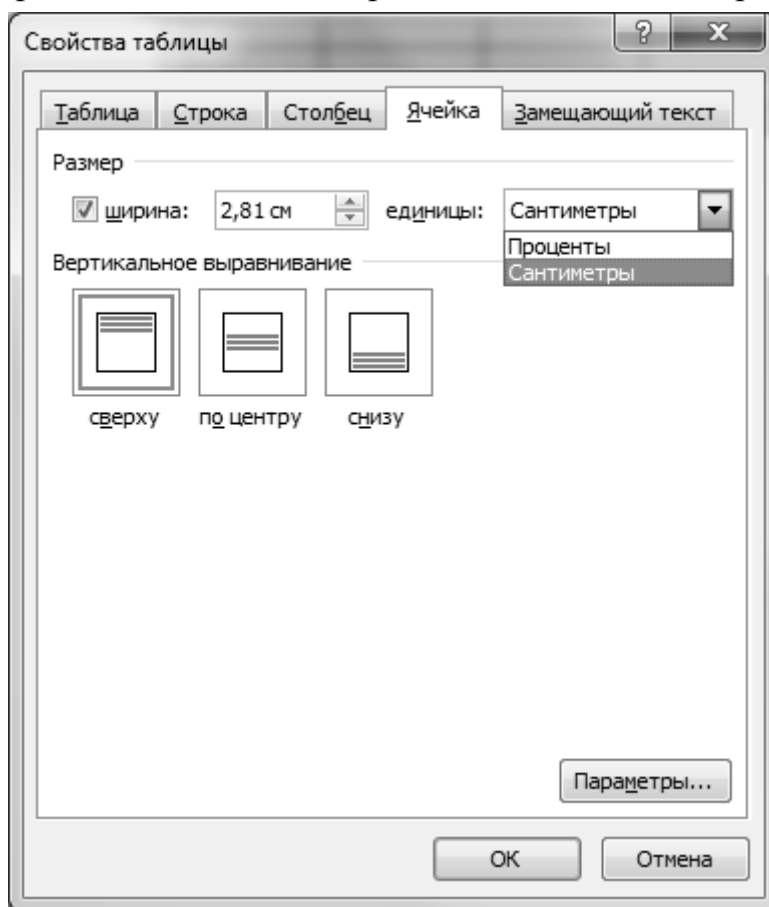 Свойства таблицы
Таблица Строка Столбец Ячейка Замещающий текст
Размер
ширина: 2,81 см единицы: Сантиметры
Проценты
Сантиметры
Вертикальное выравнивание
сверху по центру снизу
Параметры...
ОК Отмена